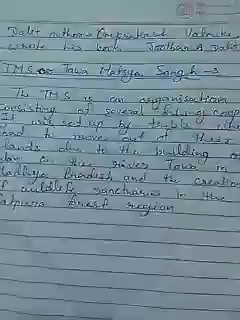 Dalit author Omprakash Valmiki
wrote his book Joothan A Dalit
TMS or Tawa Matsya Sangh →
The TMS is an organisation
consisting of several fishing coop
It was set up by tribals who
had to move out of these
lands due to the building of
dam on the river Tawa in
Madhya Pradesh and the creation
of wildlife sanctuaries in the
Satpura forest region